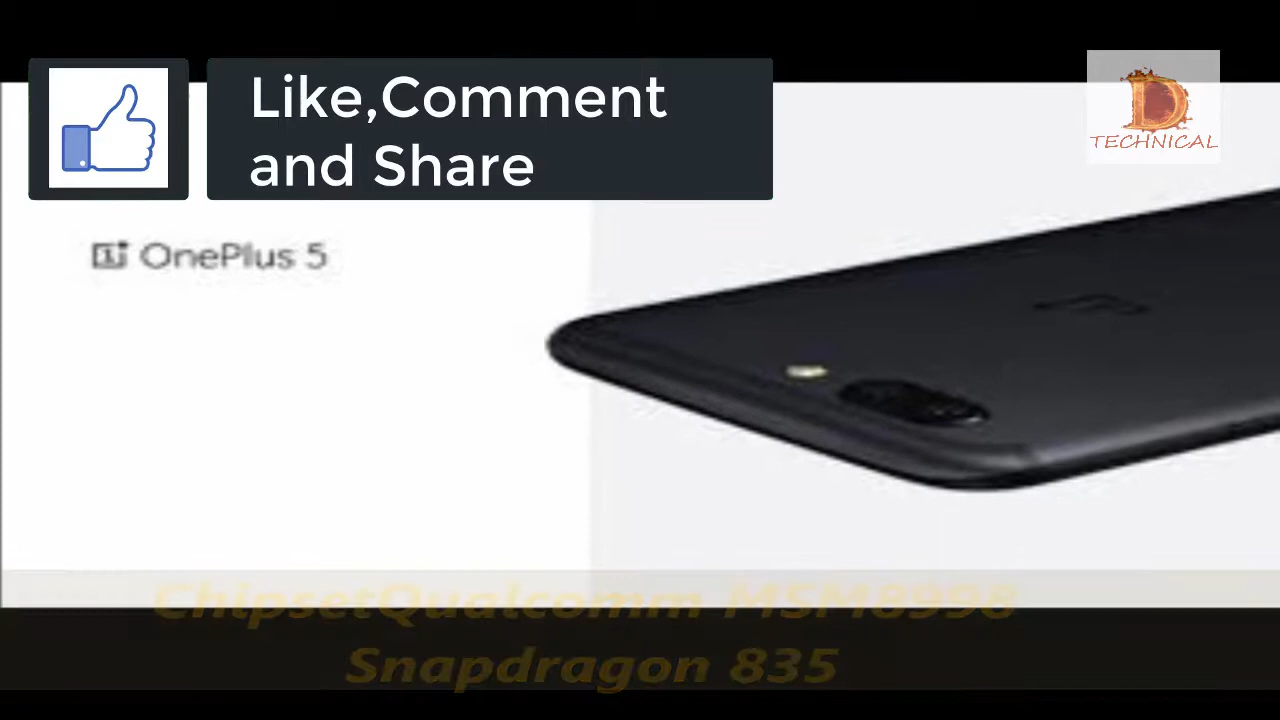 Like,Comment
and Share
D
TECHNICAL
OnePlus 5
ChipsetQualcomm MSM8998
Snapdragon 835